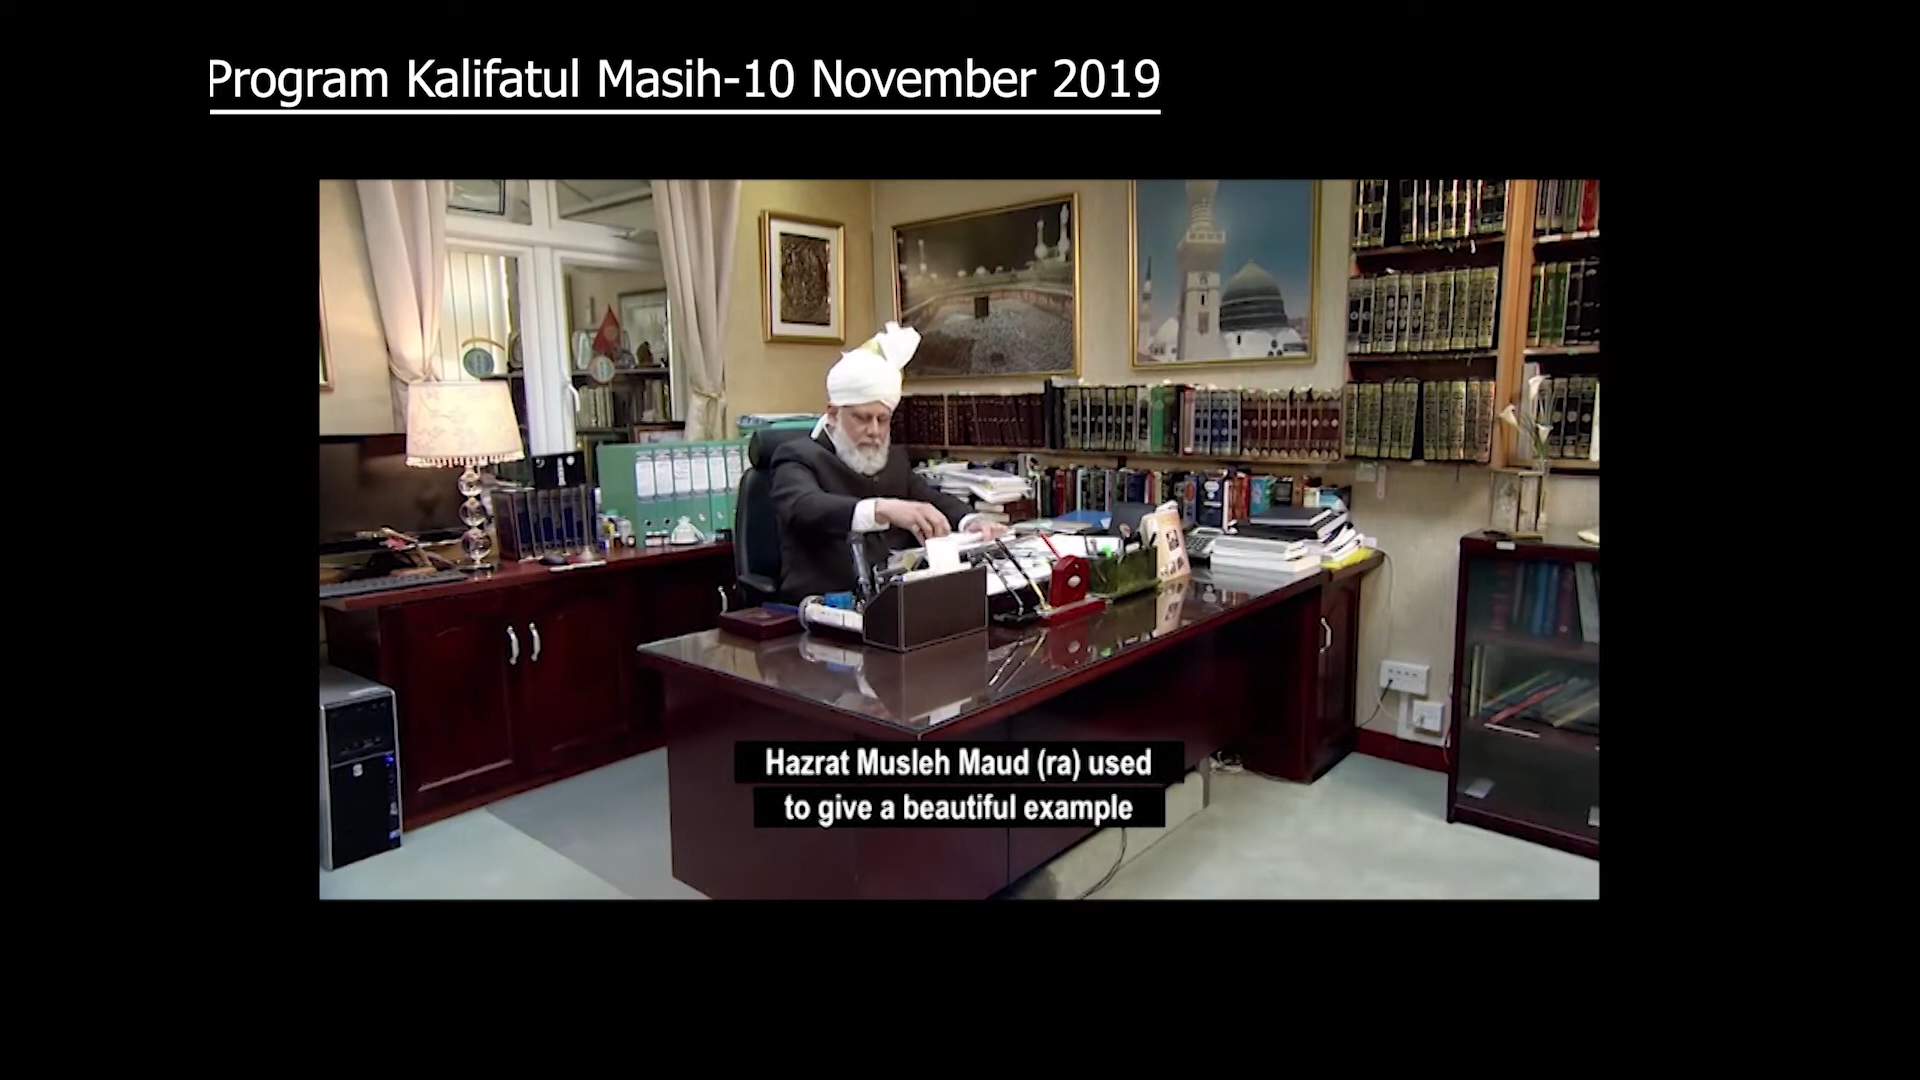 Program Kalifatul Masih-10 November 2019
Hazrat Musleh Maud (ra) used
to give a beautiful example